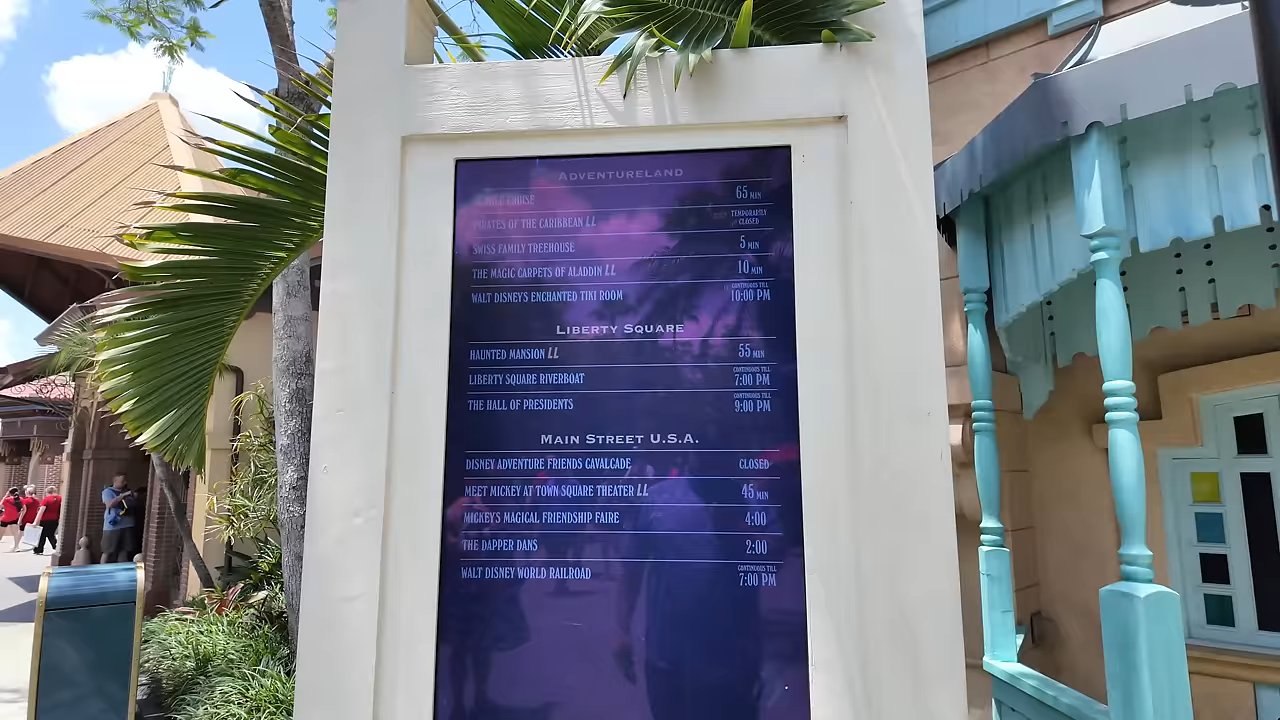 ADVENTURELAND
CRUISE 65 MIN
PIRATES OF THE CARIBBEAN LL TEMPORARILY CLOSED
SWISS FAMILY TREEHOUSE 5 MIN
THE MAGIC CARPETS OF ALADDIN LL 10 MIN
WALT DISNEY'S ENCHANTED TIKI ROOM CONTINUOUS TILL 10:00 PM
LIBERTY SQUARE
HAUNTED MANSION LL 55 MIN
LIBERTY SQUARE RIVERBOAT CONTINUOUS TILL 7:00 PM
THE HALL OF PRESIDENTS CONTINUOUS TILL 9:00 PM
MAIN STREET U.S.A.
DISNEY ADVENTURE FRIENDS CAVALCADE CLOSED
MEET MICKEY AT TOWN SQUARE THEATER LL 45 MIN
MICKEY'S MAGICAL FRIENDSHIP FAIRE 4:00
THE DAPPER DANS 2:00
WALT DISNEY WORLD RAILROAD CONTINUOUS TILL 7:00 PM